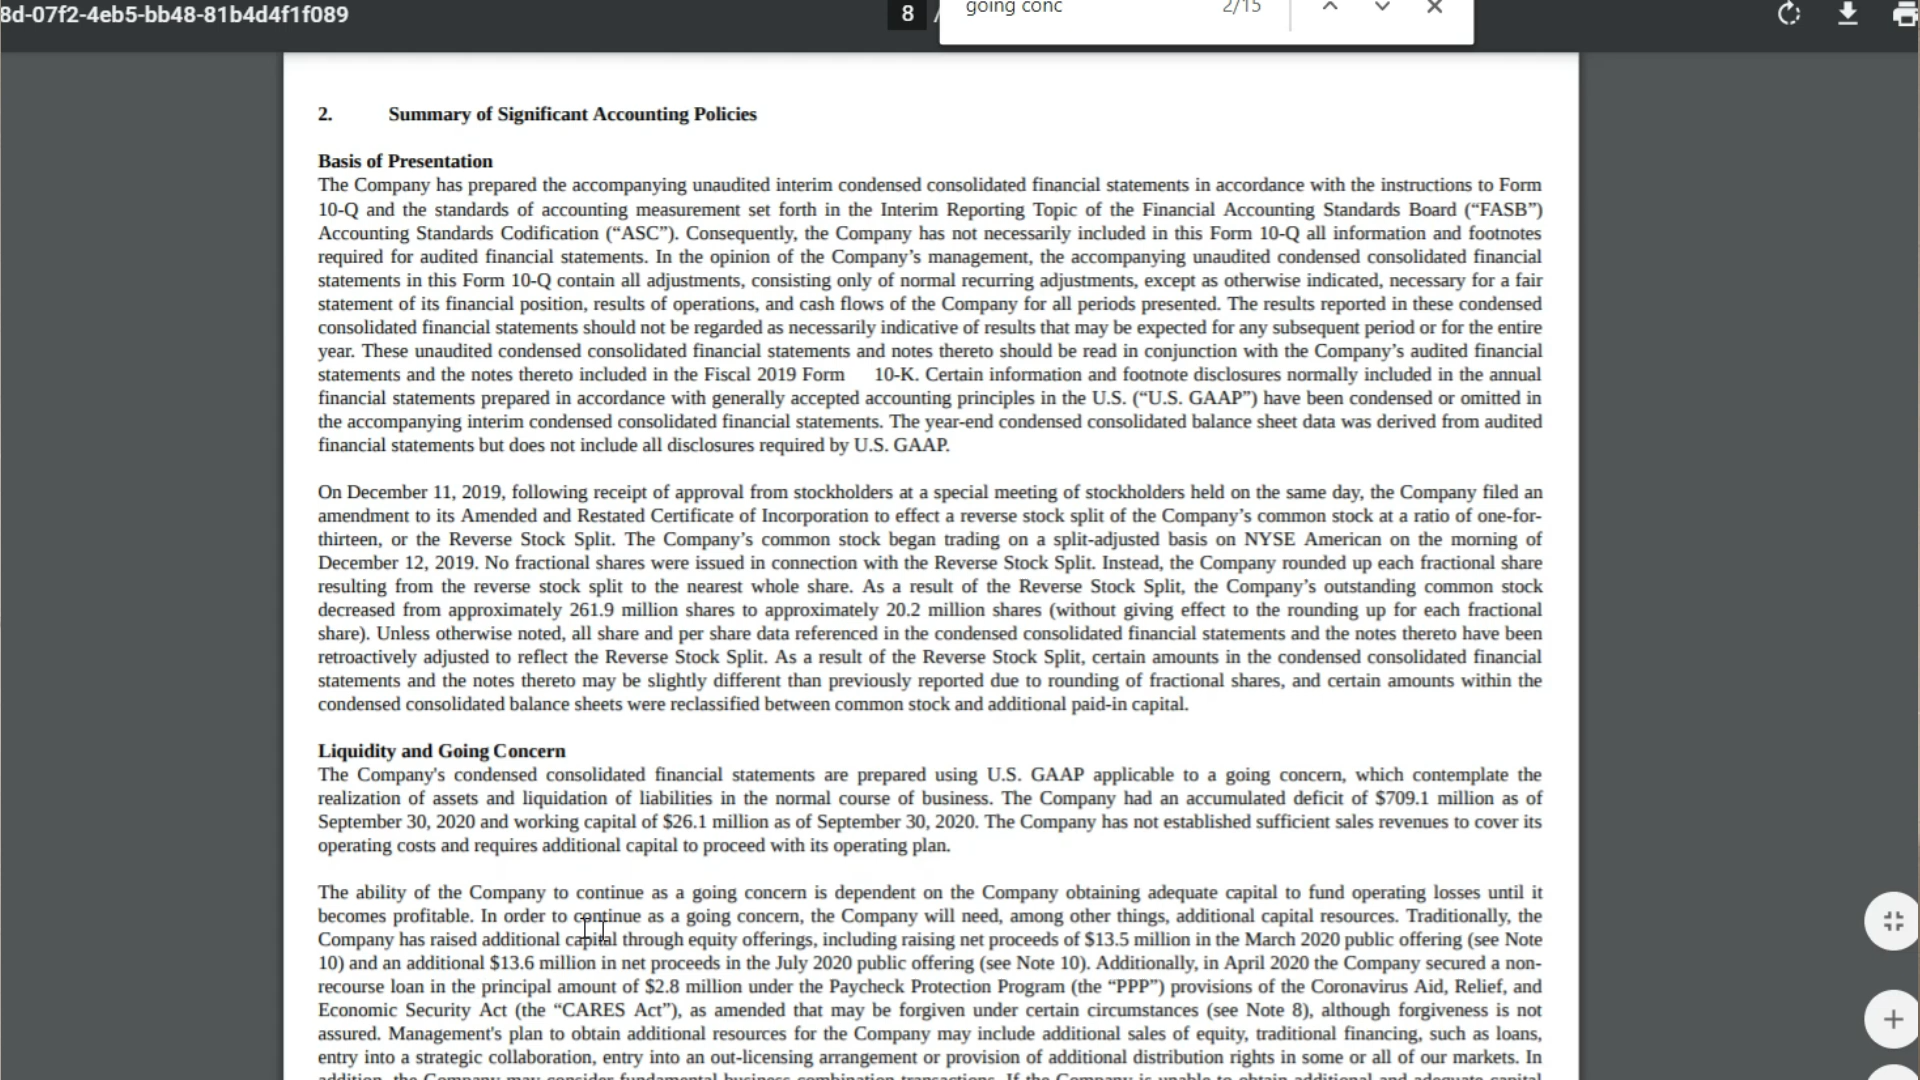 8d-07f2-4eb5-bb48-81b4d4f1f089
8 /
going conc 2/15
2. Summary of Significant Accounting Policies
Basis of Presentation
The Company has prepared the accompanying unaudited interim condensed consolidated financial statements in accordance with the instructions to Form
10-Q and the standards of accounting measurement set forth in the Interim Reporting Topic of the Financial Accounting Standards Board (“FASB”)
Accounting Standards Codification (“ASC”). Consequently, the Company has not necessarily included in this Form 10-Q all information and footnotes
required for audited financial statements. In the opinion of the Company’s management, the accompanying unaudited condensed consolidated financial
statements in this Form 10-Q contain all adjustments, consisting only of normal recurring adjustments, except as otherwise indicated, necessary for a fair
statement of its financial position, results of operations, and cash flows of the Company for all periods presented. The results reported in these condensed
consolidated financial statements should not be regarded as necessarily indicative of results that may be expected for any subsequent period or for the entire
year. These unaudited condensed consolidated financial statements and notes thereto should be read in conjunction with the Company’s audited financial
statements and the notes thereto included in the Fiscal 2019 Form 10-K. Certain information and footnote disclosures normally included in the annual
financial statements prepared in accordance with generally accepted accounting principles in the U.S. (“U.S. GAAP”) have been condensed or omitted in
the accompanying interim condensed consolidated financial statements. The year-end condensed consolidated balance sheet data was derived from audited
financial statements but does not include all disclosures required by U.S. GAAP.
On December 11, 2019, following receipt of approval from stockholders at a special meeting of stockholders held on the same day, the Company filed an
amendment to its Amended and Restated Certificate of Incorporation to effect a reverse stock split of the Company’s common stock at a ratio of one-for-
thirteen, or the Reverse Stock Split. The Company’s common stock began trading on a split-adjusted basis on NYSE American on the morning of
December 12, 2019. No fractional shares were issued in connection with the Reverse Stock Split. Instead, the Company rounded up each fractional share
resulting from the reverse stock split to the nearest whole share. As a result of the Reverse Stock Split, the Company’s outstanding common stock
decreased from approximately 261.9 million shares to approximately 20.2 million shares (without giving effect to the rounding up for each fractional
share). Unless otherwise noted, all share and per share data referenced in the condensed consolidated financial statements and the notes thereto have been
retroactively adjusted to reflect the Reverse Stock Split. As a result of the Reverse Stock Split, certain amounts in the condensed consolidated financial
statements and the notes thereto may be slightly different than previously reported due to rounding of fractional shares, and certain amounts within the
condensed consolidated balance sheets were reclassified between common stock and additional paid-in capital.
Liquidity and Going Concern
The Company's condensed consolidated financial statements are prepared using U.S. GAAP applicable to a going concern, which contemplate the
realization of assets and liquidation of liabilities in the normal course of business. The Company had an accumulated deficit of $709.1 million as of
September 30, 2020 and working capital of $26.1 million as of September 30, 2020. The Company has not established sufficient sales revenues to cover its
operating costs and requires additional capital to proceed with its operating plan.
The ability of the Company to continue as a going concern is dependent on the Company obtaining adequate capital to fund operating losses until it
becomes profitable. In order to continue as a going concern, the Company will need, among other things, additional capital resources. Traditionally, the
Company has raised additional capital through equity offerings, including raising net proceeds of $13.5 million in the March 2020 public offering (see Note
10) and an additional $13.6 million in net proceeds in the July 2020 public offering (see Note 10). Additionally, in April 2020 the Company secured a non-
recourse loan in the principal amount of $2.8 million under the Paycheck Protection Program (the “PPP”) provisions of the Coronavirus Aid, Relief, and
Economic Security Act (the “CARES Act”), as amended that may be forgiven under certain circumstances (see Note 8), although forgiveness is not
assured. Management's plan to obtain additional resources for the Company may include additional sales of equity, traditional financing, such as loans,
entry into a strategic collaboration, entry into an out-licensing arrangement or provision of additional distribution rights in some or all of our markets. In
addition, the Company may consider fundamental business combination transactions. If the Company is unable to obtain additional and adequate capital